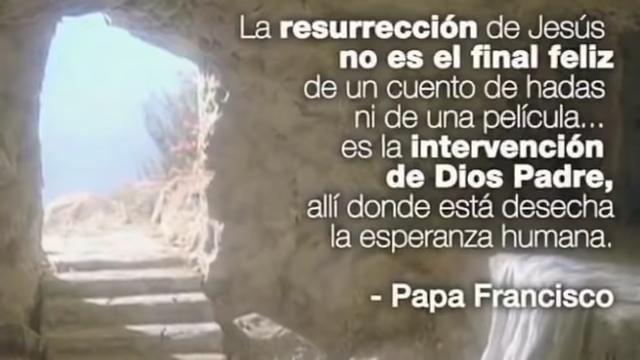 La resurrección de Jesús
no es el final feliz
de un cuento de hadas
ni de una película...
es la intervención
de Dios Padre,
allí donde está desecha
la esperanza humana.
- Papa Francisco